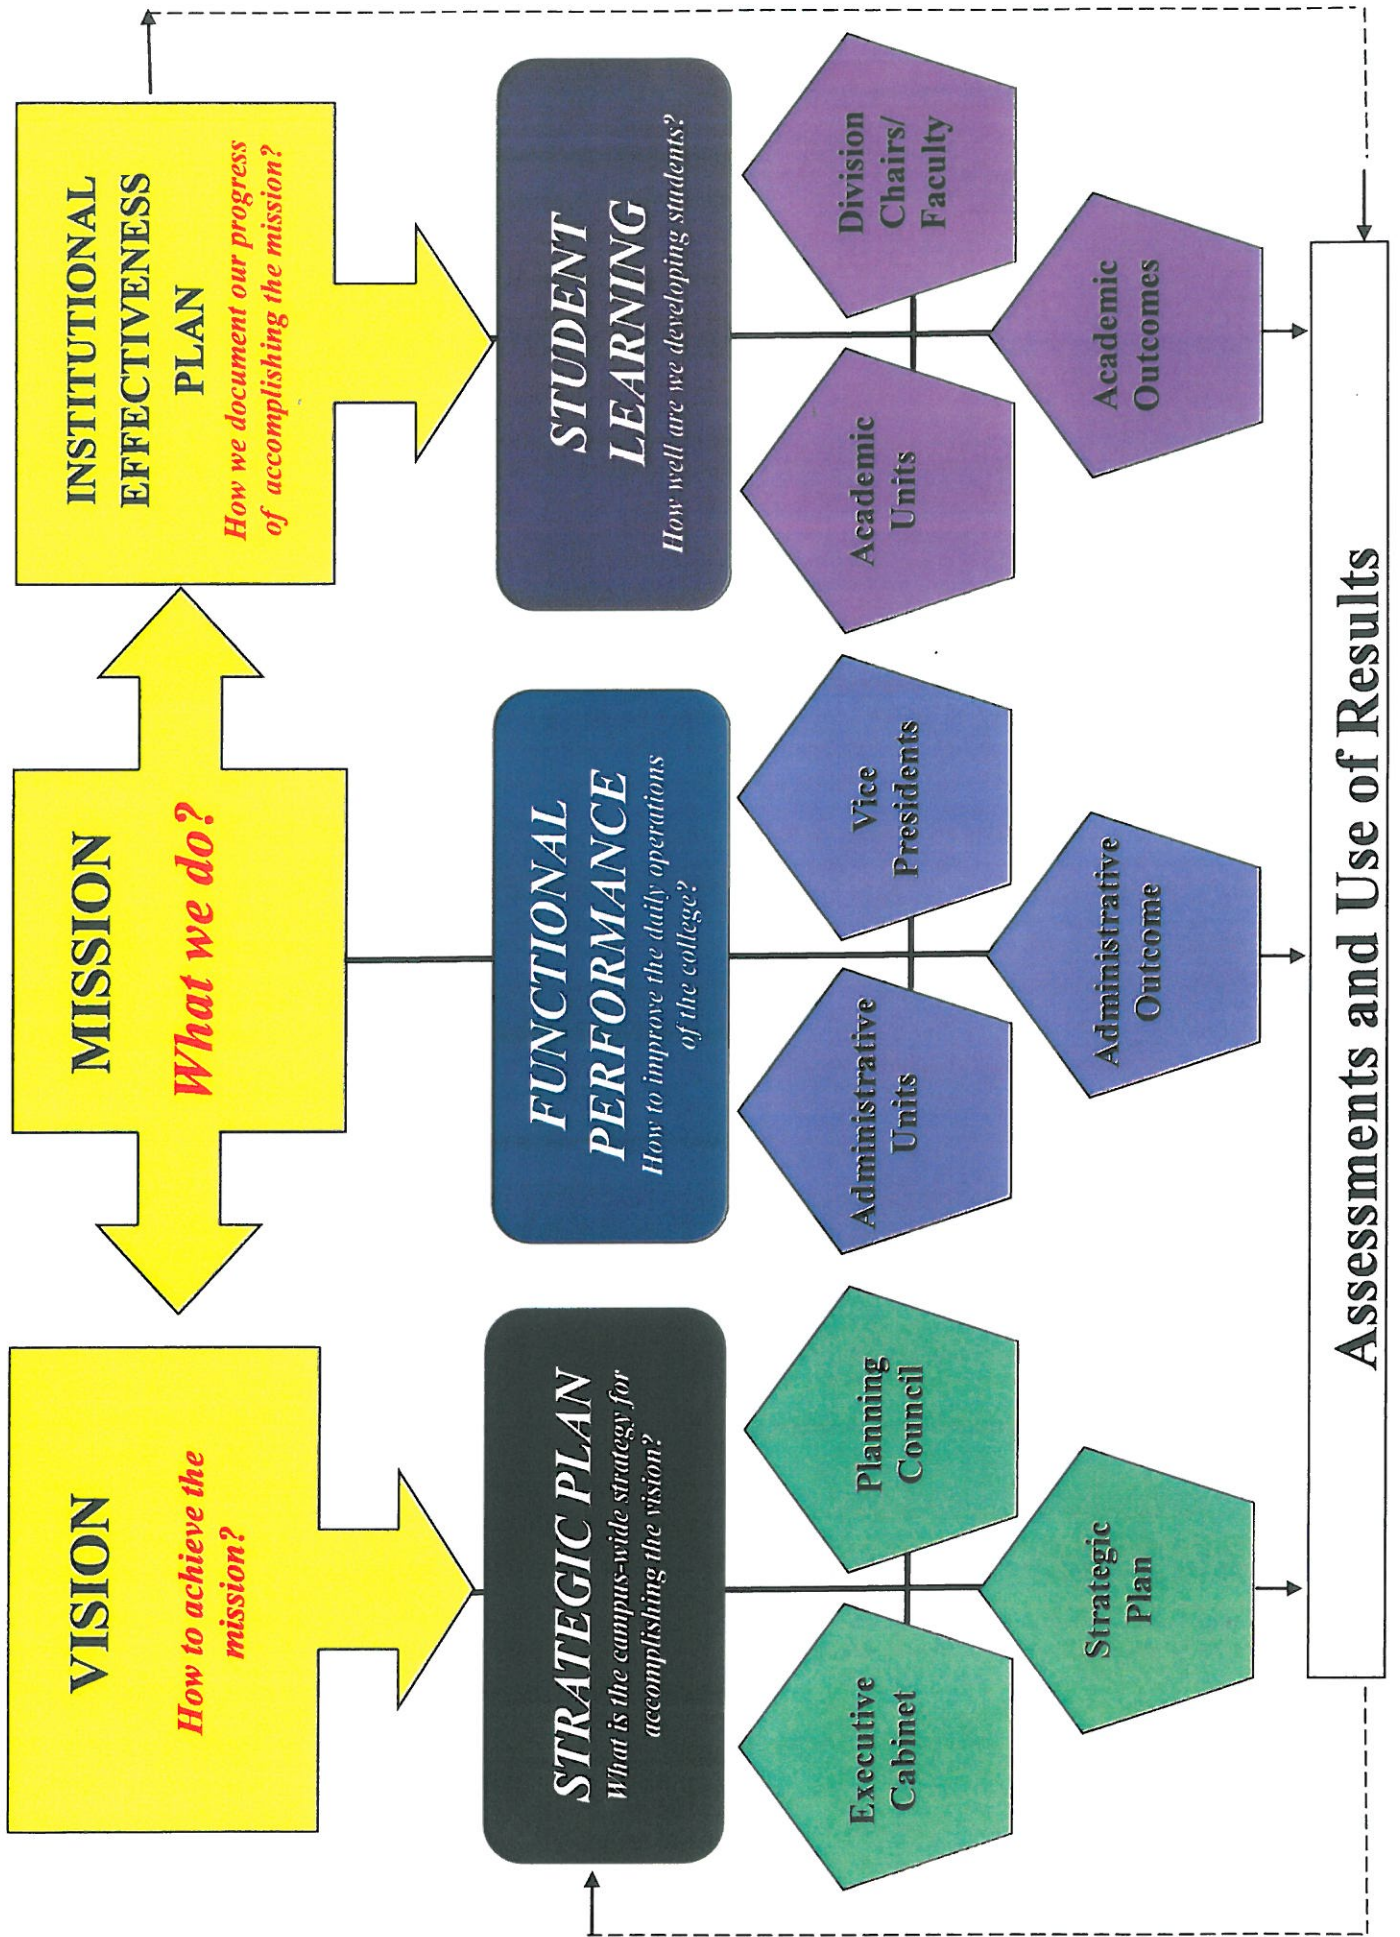 VISION
How to achieve the
mission?
MISSION
What we do?
INSTITUTIONAL
EFFECTIVENESS
PLAN
How we document our progress
of accomplishing the mission?
STRATEGIC PLAN
What is the campus-wide strategy for
accomplishing the vision?
FUNCTIONAL
PERFORMANCE
How to improve the daily operations
of the college?
STUDENT
LEARNING
How well are we developing students?
Executive
Cabinet
Planning
Council
Strategic
Plan
Administrative
Units
Vice
Presidents
Administrative
Outcome
Academic
Units
Division
Chairs/
Faculty
Academic
Outcomes
Assessments and Use of Results